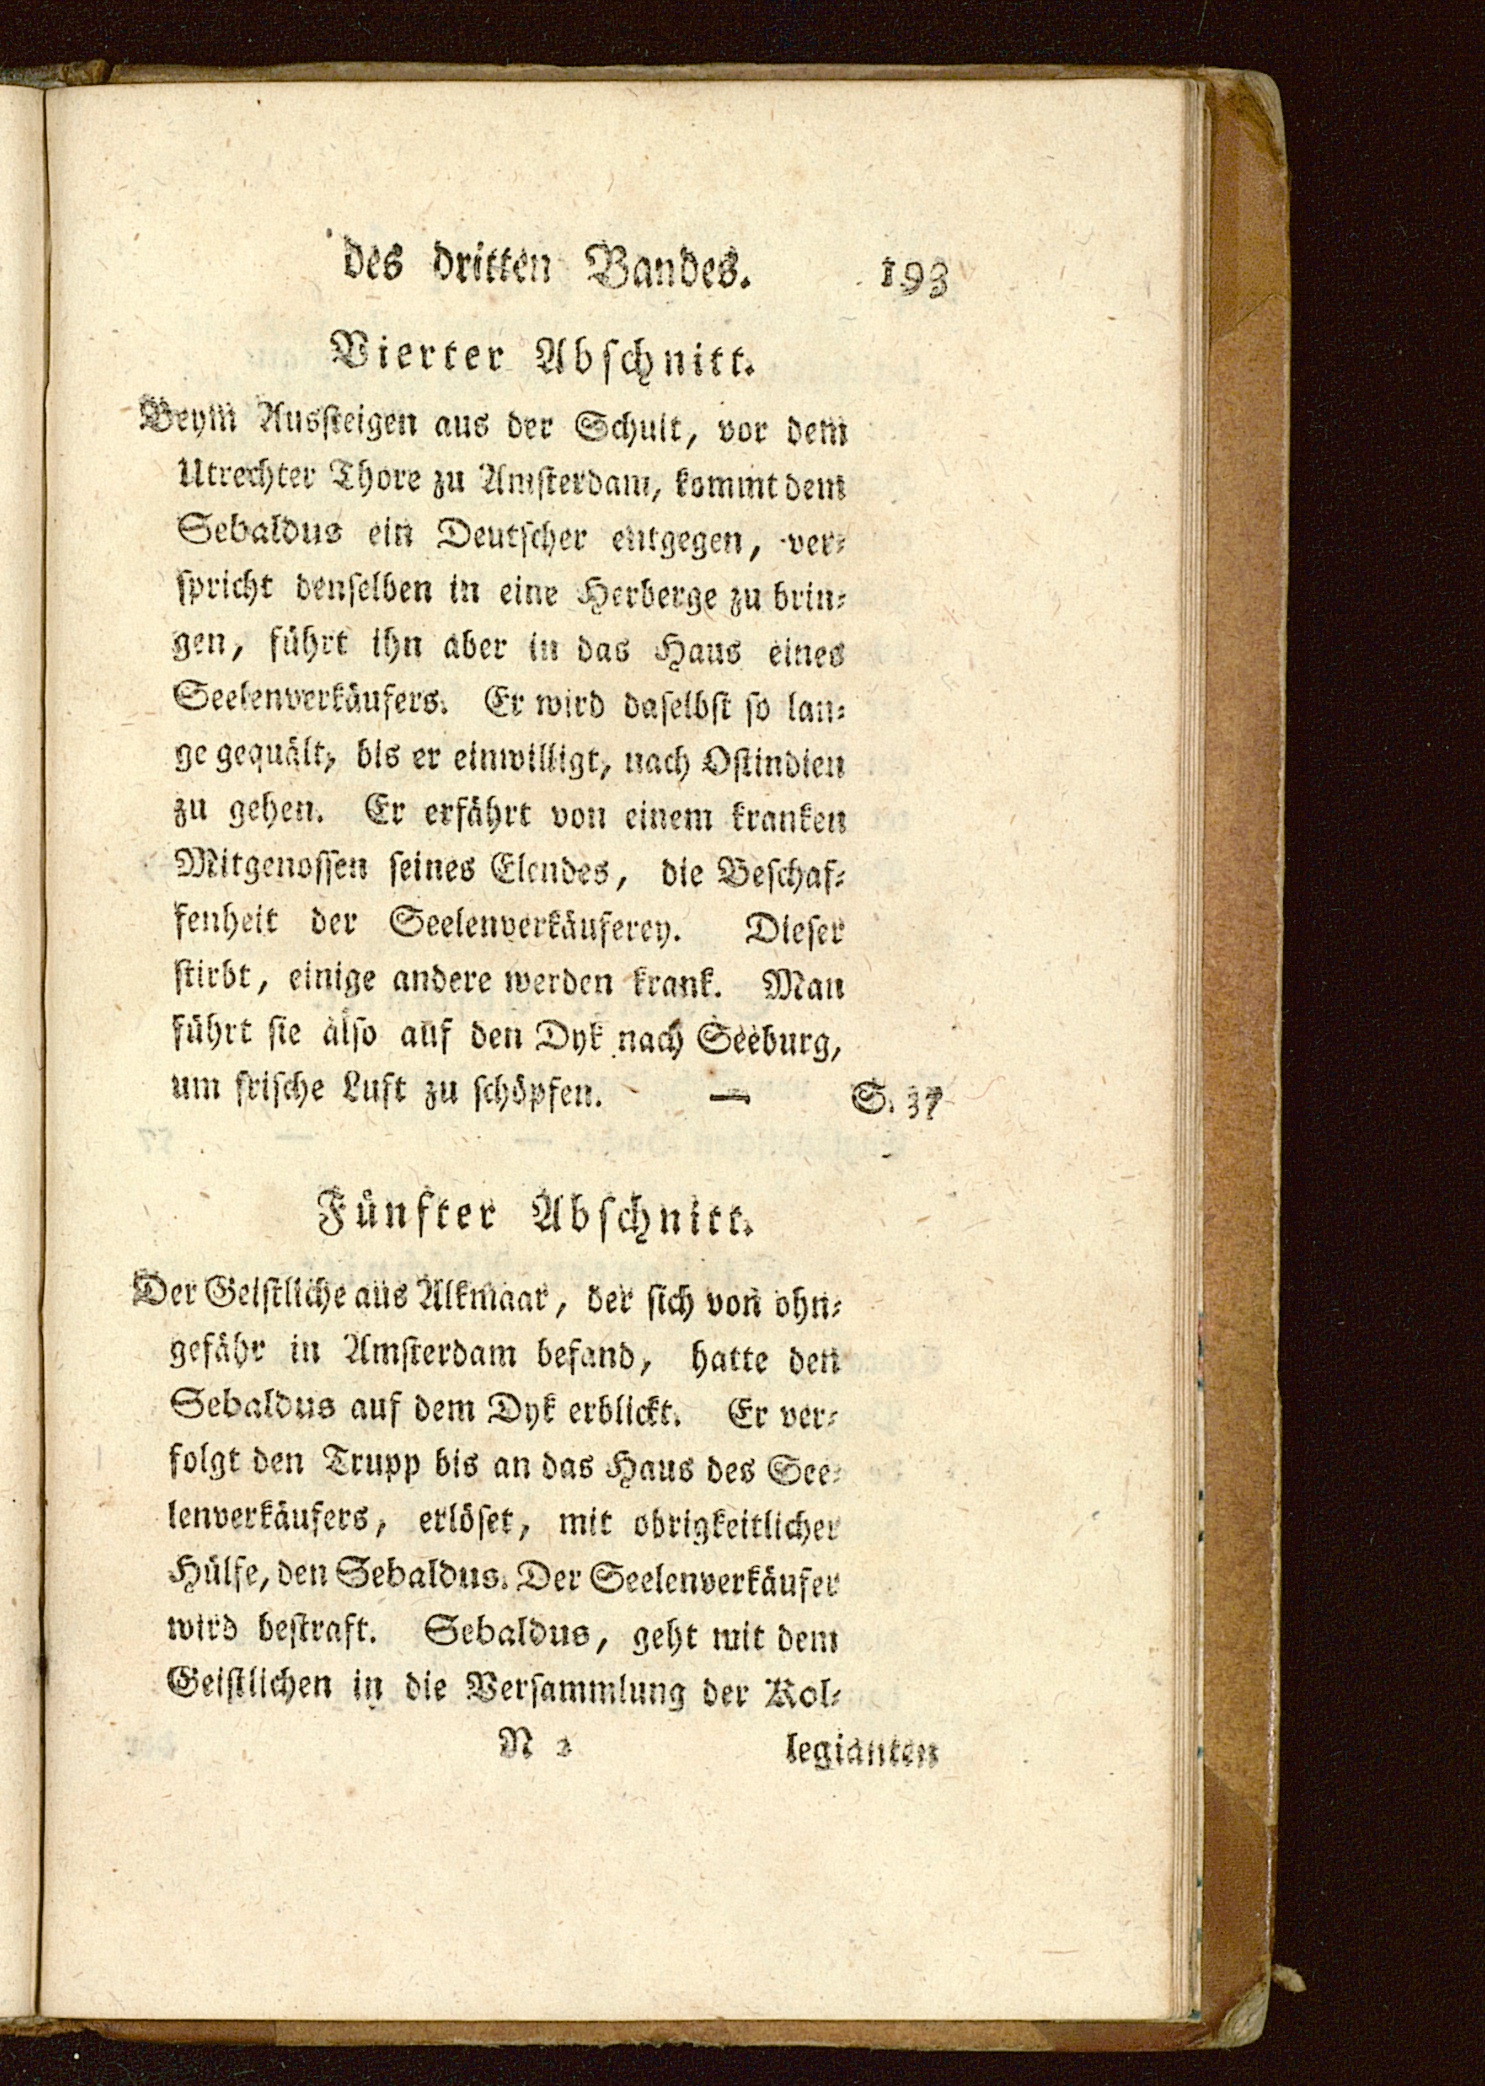 des dritten Bandes. 193
Vierter Abſchnitt.
Beym Ausſteigen aus der Schuit, vor dem
Utrechter Thore zu Amſterdam, kommt dem
Sebaldus ein Deutſcher entgegen, ver⸗
ſpricht denſelben in eine Herberge zu brin⸗
gen, führt ihn aber in das Haus eines
Seelenverkäufers. Er wird daſelbſt ſo lan⸗
ge gequält, bis er einwilligt, nach Oſtindien
zu gehen. Er erfährt von einem kranken
Mitgenoſſen ſeines Elendes, die Beſchaf⸗
fenheit der Seelenverkäuferey. Dieſer
ſtirbt, einige andere werden krank. Man
führt ſie alſo auf den Dyk nach Seeburg,
um friſche Luft zu ſchöpfen. — S. 37
Fünfter Abſchnitt.
Der Geiſtliche aus Alkmaar, der ſich von ohn⸗
gefähr in Amſterdam befand, hatte den
Sebaldus auf dem Dyk erblickt. Er ver⸗
folgt den Trupp bis an das Haus des See⸗
lenverkäufers, erlöſet, mit obrigkeitlicher
Hülfe, den Sebaldus. Der Seelenverkäufer
wird beſtraft. Sebaldus, geht mit dem
Geiſtlichen in die Verſammlung der Kol⸗
N 2 legianten